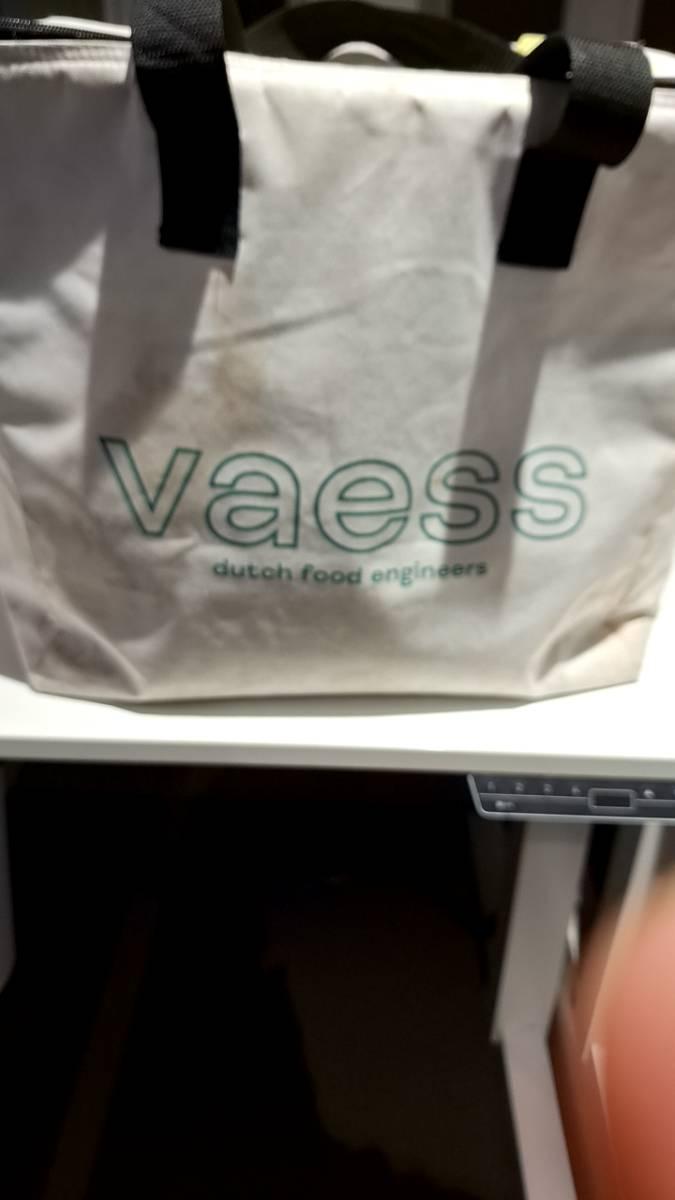 vaess
dutch food engineers